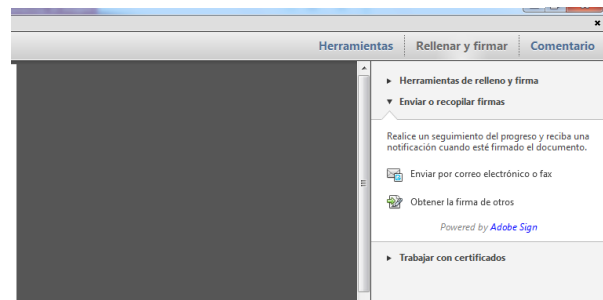 Herramientas Rellenar y firmar Comentario
Herramientas de relleno y firma
Enviar o recopilar firmas
Realice un seguimiento del progreso y reciba una
notificación cuando esté firmado el documento.
Enviar por correo electrónico o fax
Obtener la firma de otros
Powered by Adobe Sign
Trabajar con certificados